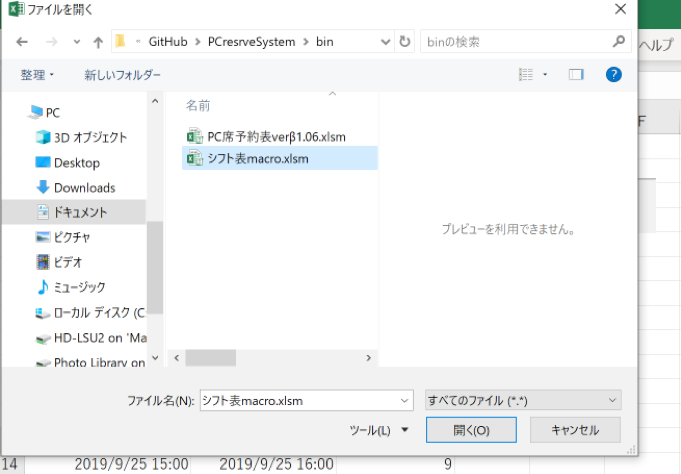 ファイルを開く
GitHub > PCresrveSystem > bin
binの検索
ヘルプ
整理
新しいフォルダー
PC
3D オブジェクト
Desktop
Downloads
ドキュメント
ピクチャ
ビデオ
ミュージック
ローカル ディスク (C
HD-LSU2 on 'Ma
Photo Library on
名前
PC席予約表verβ1.06.xlsm
シフト表macro.xlsm
プレビューを利用できません。
F
ファイル名(N):
シフト表macro.xlsm
すべてのファイル (*.*)
ツール(L)
開く(O)
キャンセル
14 2019/9/25 15:00 2019/9/25 16:00 9